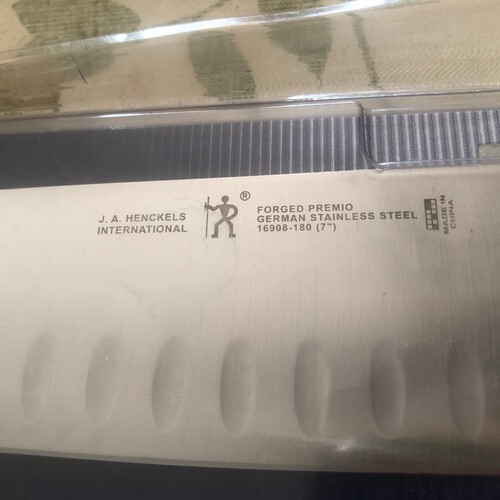 J. A. HENCKELS
INTERNATIONAL
®
FORGED PREMIO
GERMAN STAINLESS STEEL
16908-180 (7")
MADE IN
CHINA